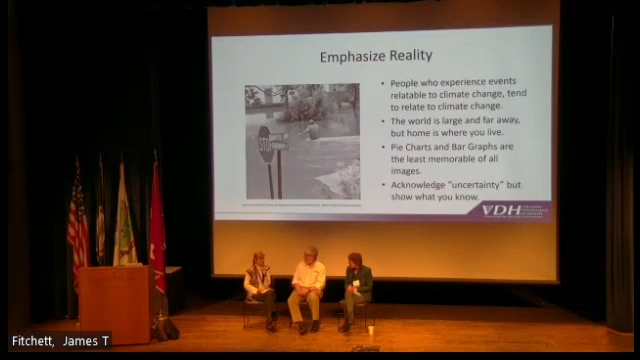 Emphasize Reality
• People who experience events
relatable to climate change, tend
to relate to climate change.
• The world is large and far away,
but home is where you live.
• Pie Charts and Bar Graphs are
the least memorable of all
images.
• Acknowledge "uncertainty" but
show what you know.
STOP
VDH
Fitchett, James T